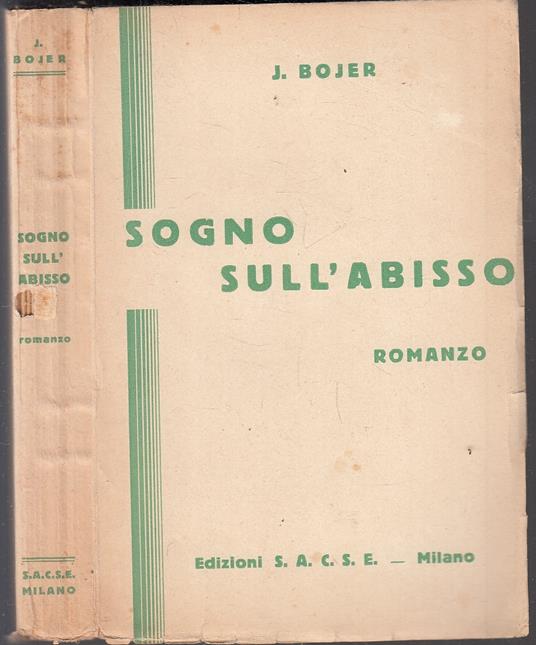 J.
BOJER
SOGNO
SULL'
ABISSO
romanzo
S.A.C.S.E.
MILANO
J. BOJER
SOGNO
SULL'ABISSO
ROMANZO
Edizioni S. A. C. S. E. — Milano